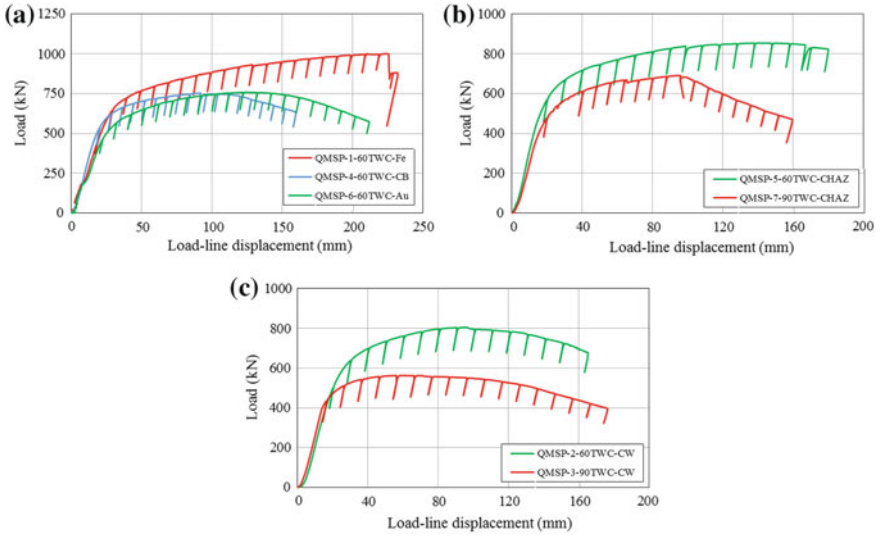 (a)
Load (kN)
1250
1000
750
500
250
0
0 50 100 150 200 250
Load-line displacement (mm)
QMSP-1-60TWC-Fe
QMSP-4-60TWC-CB
QMSP-6-60TWC-Au
(b)
Load (kN)
1000
800
600
400
200
0
0 40 80 120 160 200
Load-line displacement (mm)
QMSP-5-60TWC-CHAZ
QMSP-7-90TWC-CHAZ
(c)
Load (kN)
1000
800
600
400
200
0
0 40 80 120 160 200
Load-line displacement (mm)
QMSP-2-60TWC-CW
QMSP-3-90TWC-CW